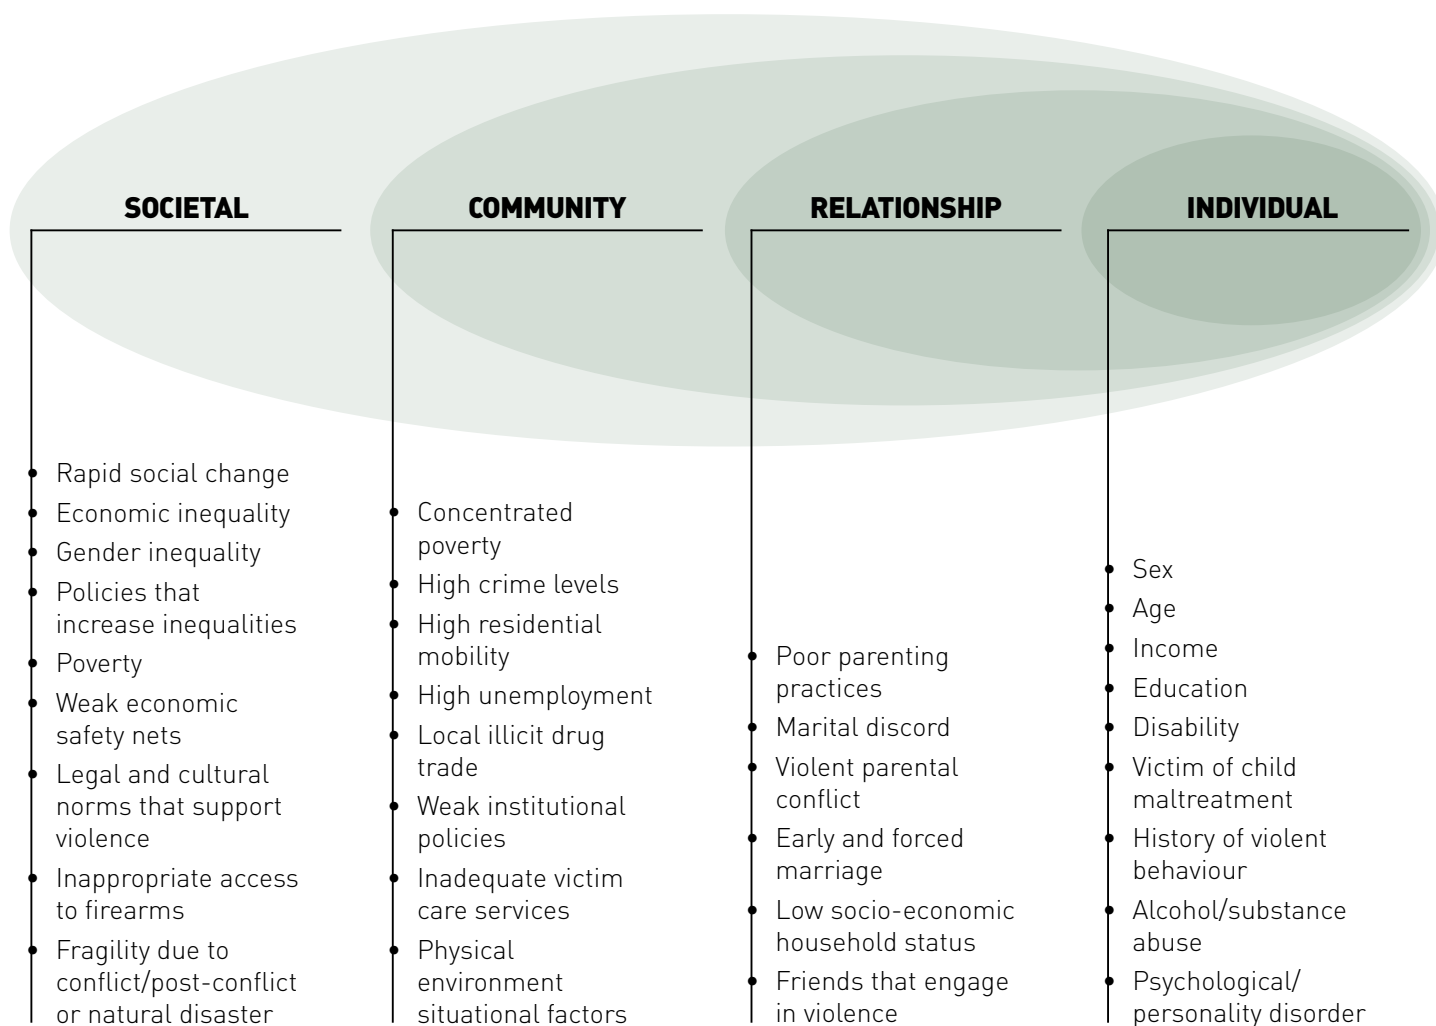 SOCIETAL
Rapid social change
Economic inequality
Gender inequality
Policies that
increase inequalities
Poverty
Weak economic
safety nets
Legal and cultural
norms that support
violence
Inappropriate access
to firearms
Fragility due to
conflict/post-conflict
or natural disaster
COMMUNITY
Concentrated
poverty
High crime levels
High residential
mobility
High unemployment
Local illicit drug
trade
Weak institutional
policies
Inadequate victim
care services
Physical
environment
situational factors
RELATIONSHIP
Poor parenting
practices
Marital discord
Violent parental
conflict
Early and forced
marriage
Low socio-economic
household status
Friends that engage
in violence
INDIVIDUAL
Sex
Age
Income
Education
Disability
Victim of child
maltreatment
History of violent
behaviour
Alcohol/substance
abuse
Psychological/
personality disorder